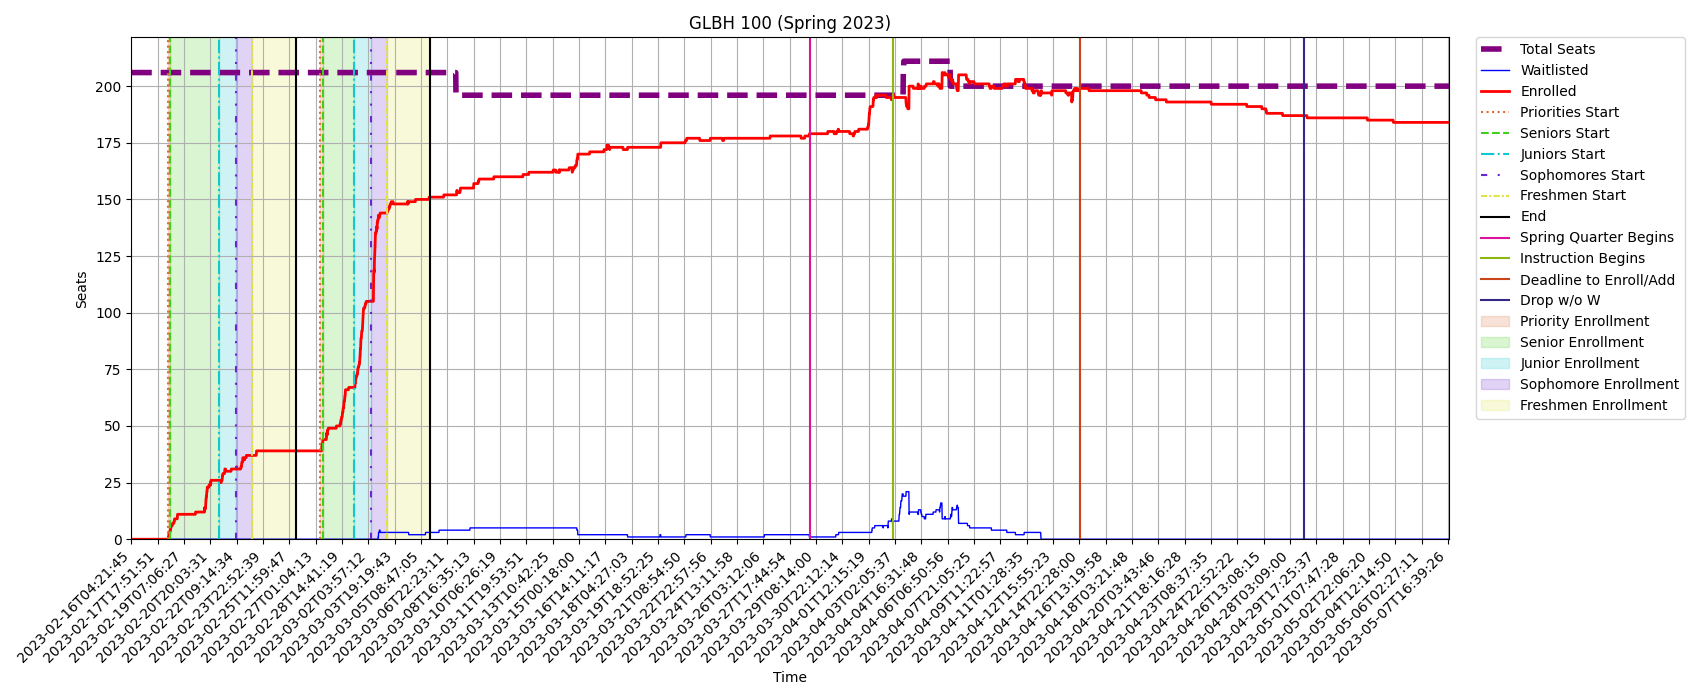 GLBH 100 (Spring 2023)
Seats
200
175
150
125
100
75
50
25
0
2023-02-16T04:21:45
2023-02-17T17:51:51
2023-02-19T07:06:27
2023-02-20T20:03:31
2023-02-22T09:14:34
2023-02-23T22:52:39
2023-02-25T11:59:47
2023-02-27T01:04:13
2023-02-28T14:41:19
2023-03-02T03:57:12
2023-03-03T19:19:43
2023-03-05T08:47:05
2023-03-06T22:23:11
2023-03-08T16:35:13
2023-03-10T06:26:19
2023-03-11T19:53:51
2023-03-13T10:42:25
2023-03-15T00:18:00
2023-03-16T14:11:17
2023-03-18T04:27:03
2023-03-19T18:52:25
2023-03-21T08:54:50
2023-03-22T22:57:56
2023-03-24T13:11:58
2023-03-26T03:12:06
2023-03-27T17:44:54
2023-03-29T08:14:00
2023-03-30T22:12:14
2023-04-01T12:15:19
2023-04-03T02:05:37
2023-04-04T16:31:48
2023-04-06T06:50:56
2023-04-07T21:05:25
2023-04-09T11:22:57
2023-04-11T01:28:35
2023-04-12T15:55:23
2023-04-14T22:28:00
2023-04-16T13:19:58
2023-04-18T03:21:48
2023-04-20T03:43:46
2023-04-21T18:16:28
2023-04-23T08:37:35
2023-04-24T22:52:22
2023-04-26T13:08:15
2023-04-28T03:09:00
2023-04-29T17:25:37
2023-05-01T07:47:28
2023-05-02T22:06:20
2023-05-04T12:14:50
2023-05-06T02:27:11
2023-05-07T16:39:26
Time
Total Seats
Waitlisted
Enrolled
Priorities Start
Seniors Start
Juniors Start
Sophomores Start
Freshmen Start
End
Spring Quarter Begins
Instruction Begins
Deadline to Enroll/Add
Drop w/o W
Priority Enrollment
Senior Enrollment
Junior Enrollment
Sophomore Enrollment
Freshmen Enrollment